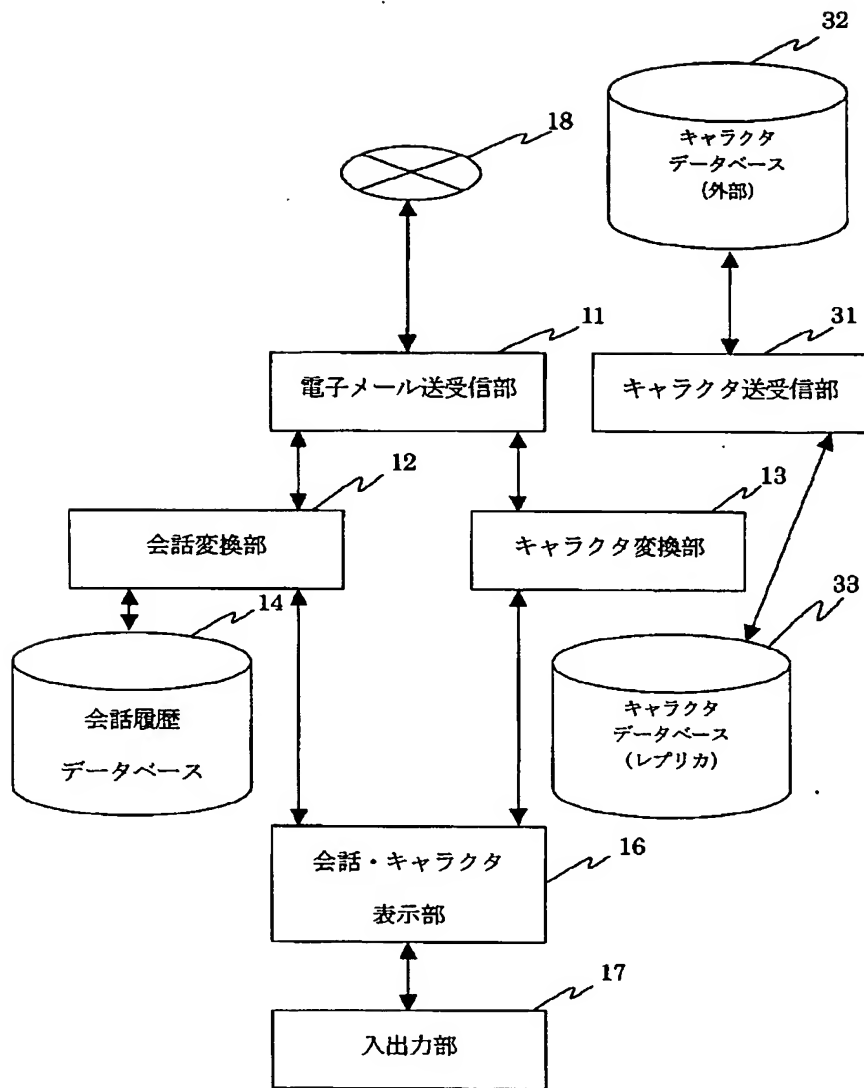 32
キャラクタ
データベース
(外部)
18
11
31
電子メール送受信部
キャラクタ送受信部
12
13
会話変換部
キャラクタ変換部
14
33
会話履歴
データベース
キャラクタ
データベース
(レプリカ)
会話・キャラクタ
表示部
16
17
入出力部